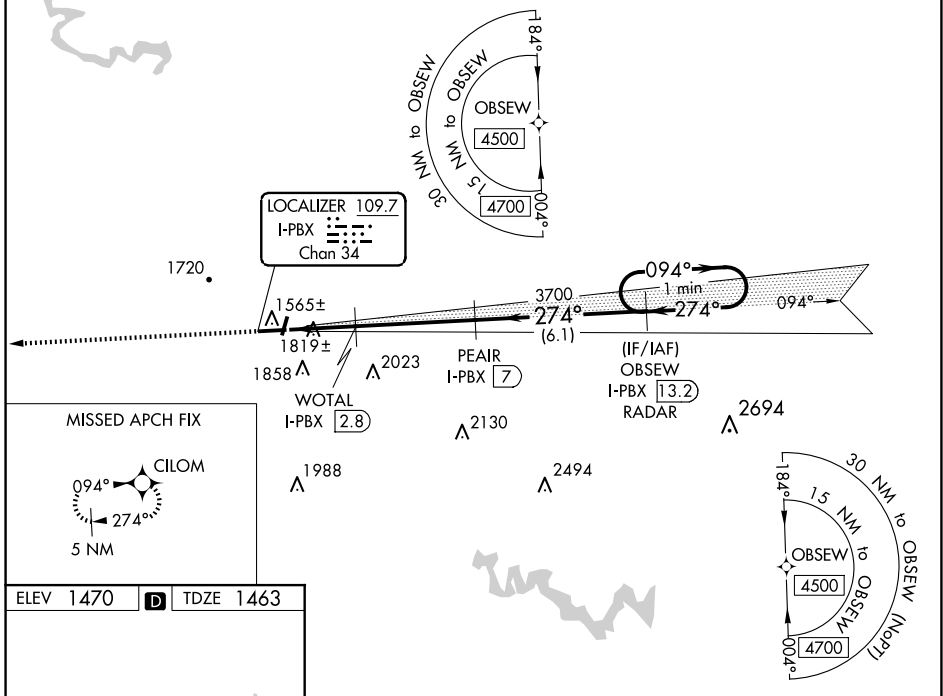 184°
30 NM to OBSEW
15 NM to OBSEW
OBSEW
4500
4700
004°
LOCALIZER 109.7
I-PBX
Chan 34
1720
1565±
1819±
1858
2023
094°
1 min
3700
274°
274°
094°
(6.1)
PEAIR
I-PBX 7
(IF/IAF)
OBSEW
I-PBX 13.2
RADAR
WOTAL
I-PBX 2.8
2694
2130
1988
2494
MISSED APCH FIX
CILOM
094°
274°
5 NM
184°
30 NM to OBSEW (NoPT)
15 NM to OBSEW
OBSEW
4500
4700
004°
ELEV 1470 D TDZE 1463